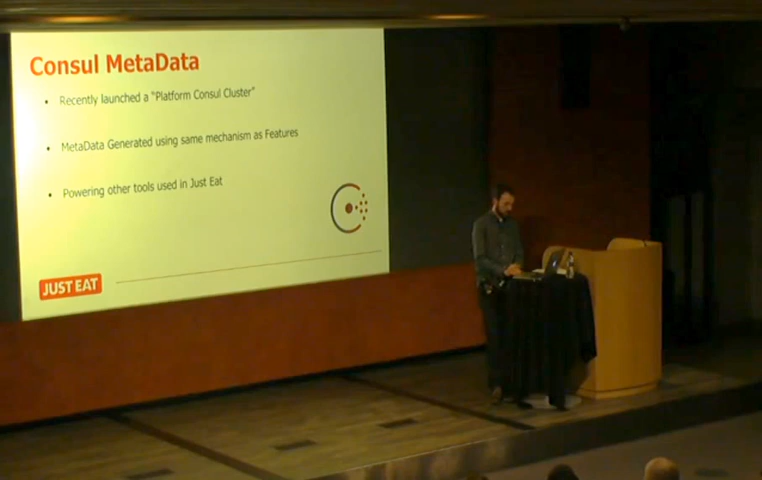 Consul MetaData
• Recently launched a "Platform Consul Cluster"
• MetaData Generated using same mechanism as Features
• Powering other tools used in Just Eat
JUST EAT